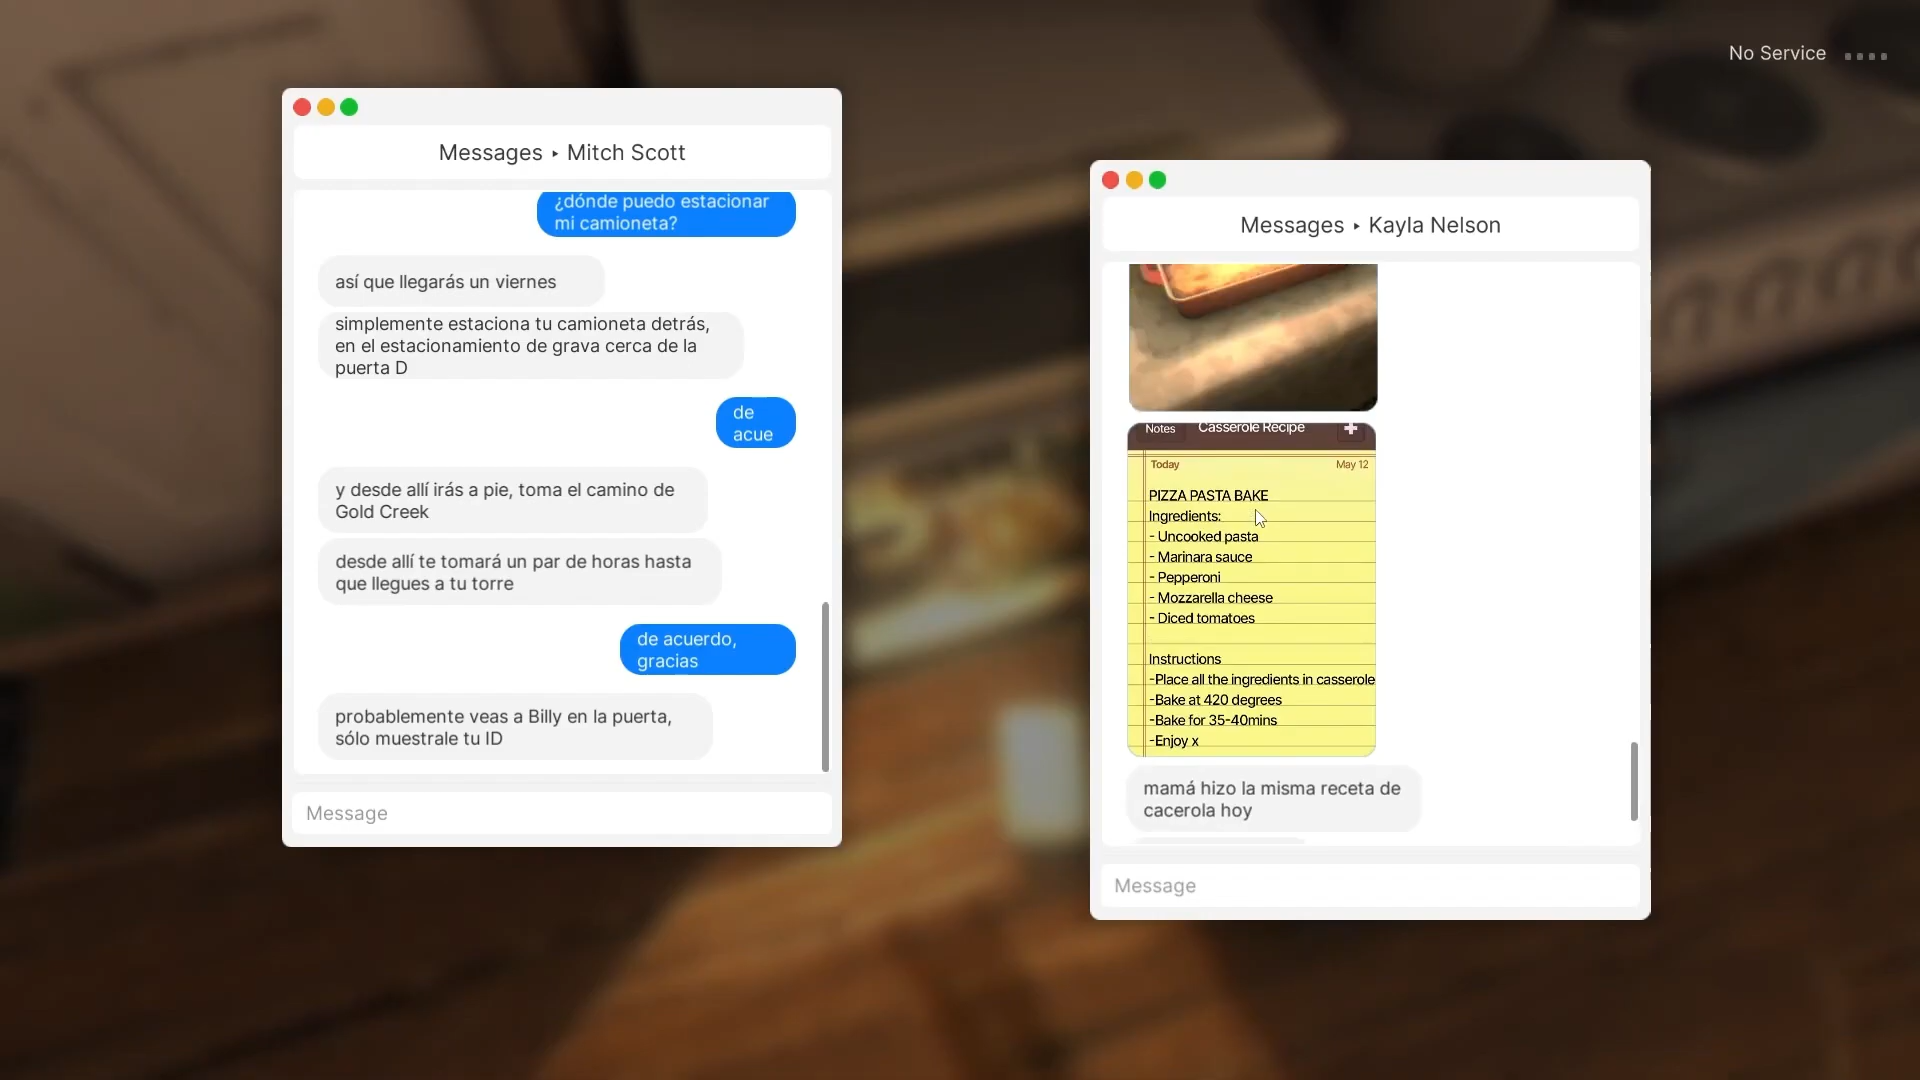 No Service
Messages ▸ Mitch Scott
¿dónde puedo estacionar
mi camioneta?
así que llegarás un viernes
simplemente estaciona tu camioneta detrás,
en el estacionamiento de grava cerca de la
puerta D
de
acue
y desde allí irás a pie, toma el camino de
Gold Creek
desde allí te tomará un par de horas hasta
que llegues a tu torre
de acuerdo,
gracias
probablemente veas a Billy en la puerta,
sólo muestrale tu ID
Message
Messages ▸ Kayla Nelson
Notes Casserole Recipe +
Today May 12
PIZZA PASTA BAKE
Ingredients:
- Uncooked pasta
- Marinara sauce
- Pepperoni
- Mozzarella cheese
- Diced tomatoes
Instructions
-Place all the ingredients in casserole
-Bake at 420 degrees
-Bake for 35-40mins
-Enjoy x
mamá hizo la misma receta de
cacerola hoy
Message